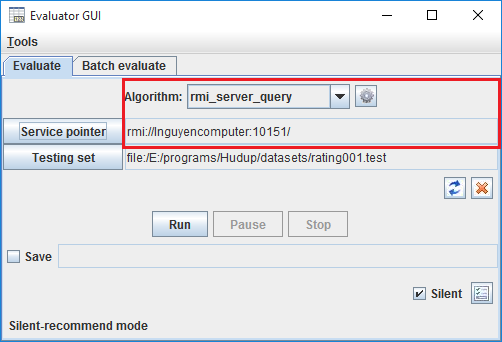 Evaluator GUI
Tools
Evaluate Batch evaluate
Algorithm: rmi_server_query
Service pointer rmi://lnguyencomputer:10151/
Testing set file:/E:/programs/Hudup/datasets/rating001.test
Run Pause Stop
Save
Silent
Silent-recommend mode